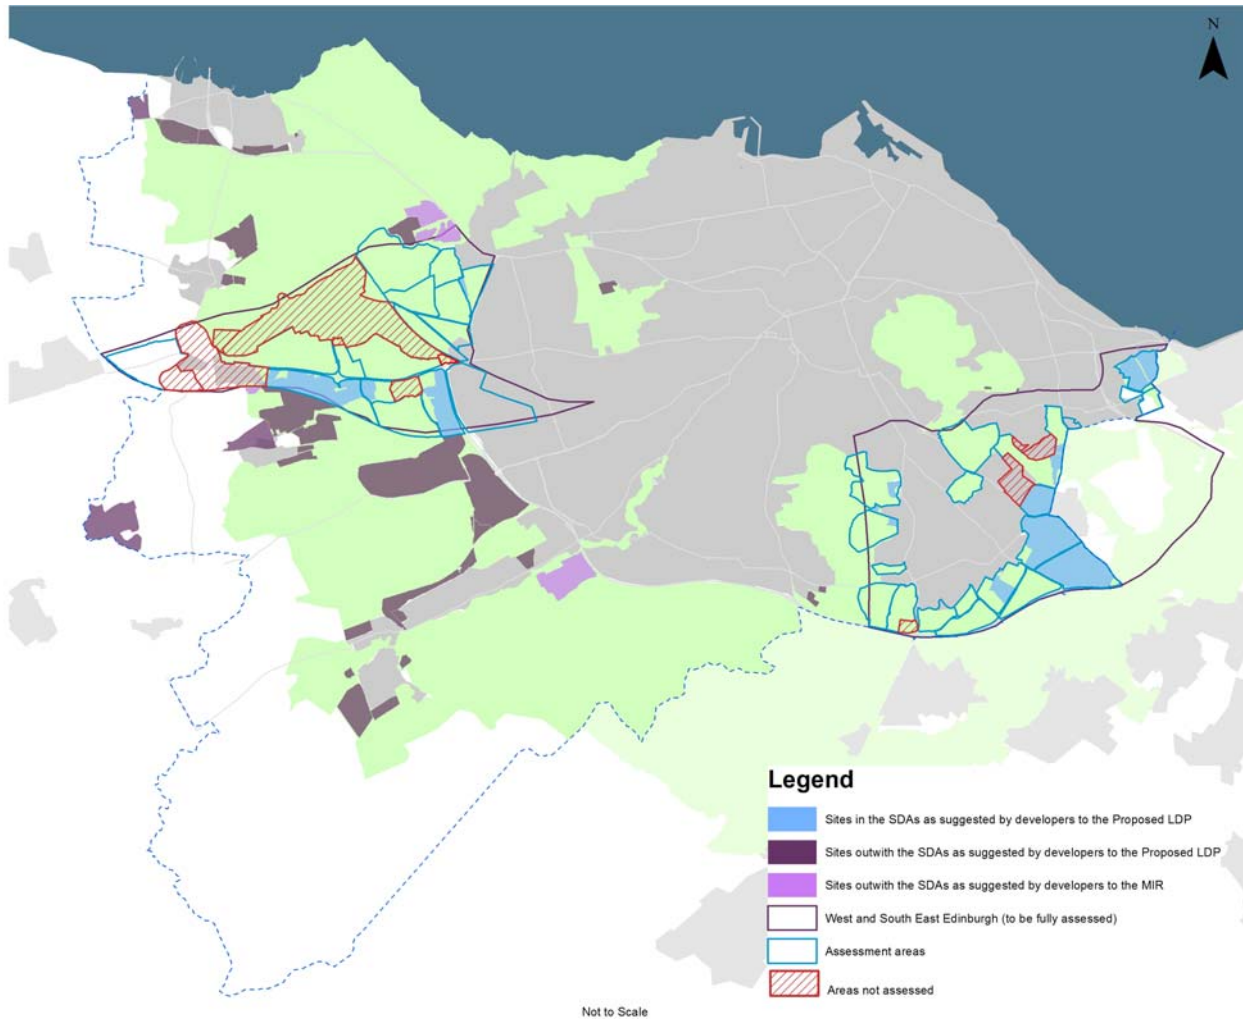 N
Legend
Sites in the SDAs as suggested by developers to the Proposed LDP
Sites outwith the SDAs as suggested by developers to the Proposed LDP
Sites outwith the SDAs as suggested by developers to the MIR
West and South East Edinburgh (to be fully assessed)
Assessment areas
Areas not assessed
Not to Scale